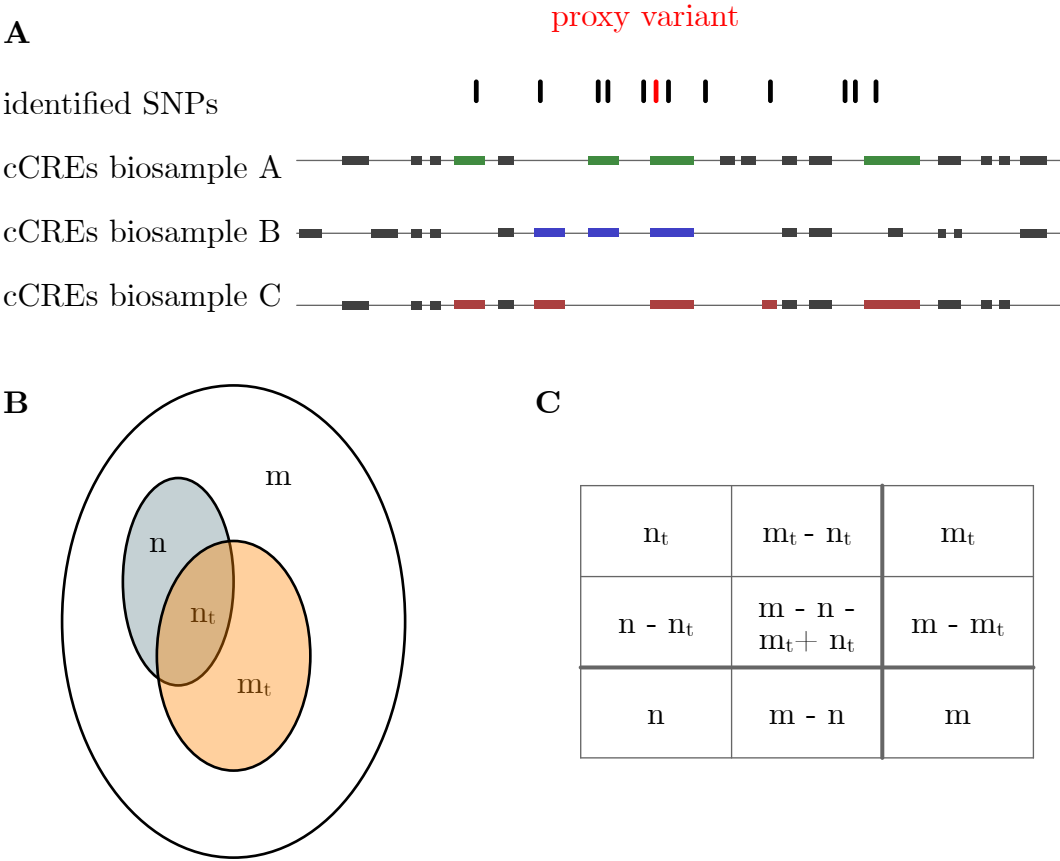 A
proxy variant
identified SNPs
cCREs biosample A
cCREs biosample B
cCREs biosample C
B
m
n
nₜ
mₜ
C
nₜ
mₜ - nₜ
mₜ
n - nₜ
m - n -
mₜ+ nₜ
m - mₜ
n
m - n
m